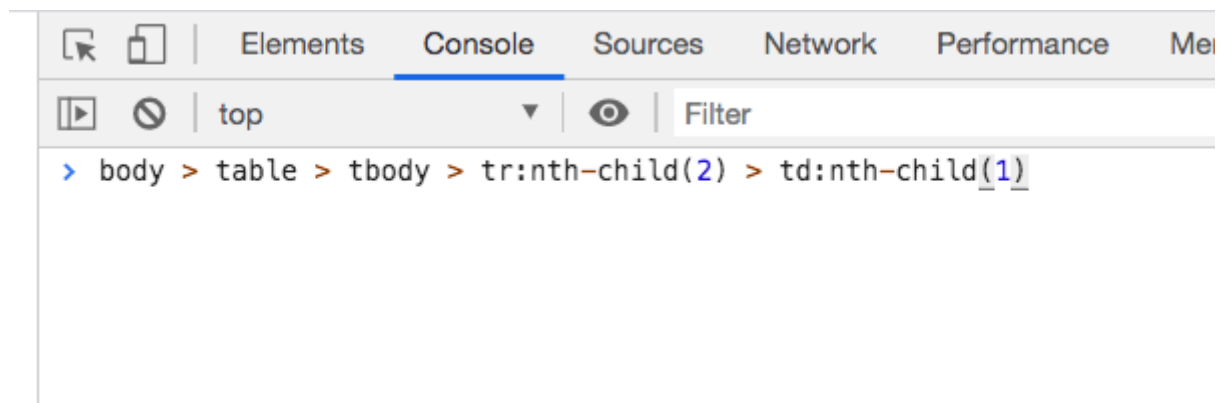 Elements Console Sources Network Performance
top Filter
> body > table > tbody > tr:nth-child(2) > td:nth-child(1)